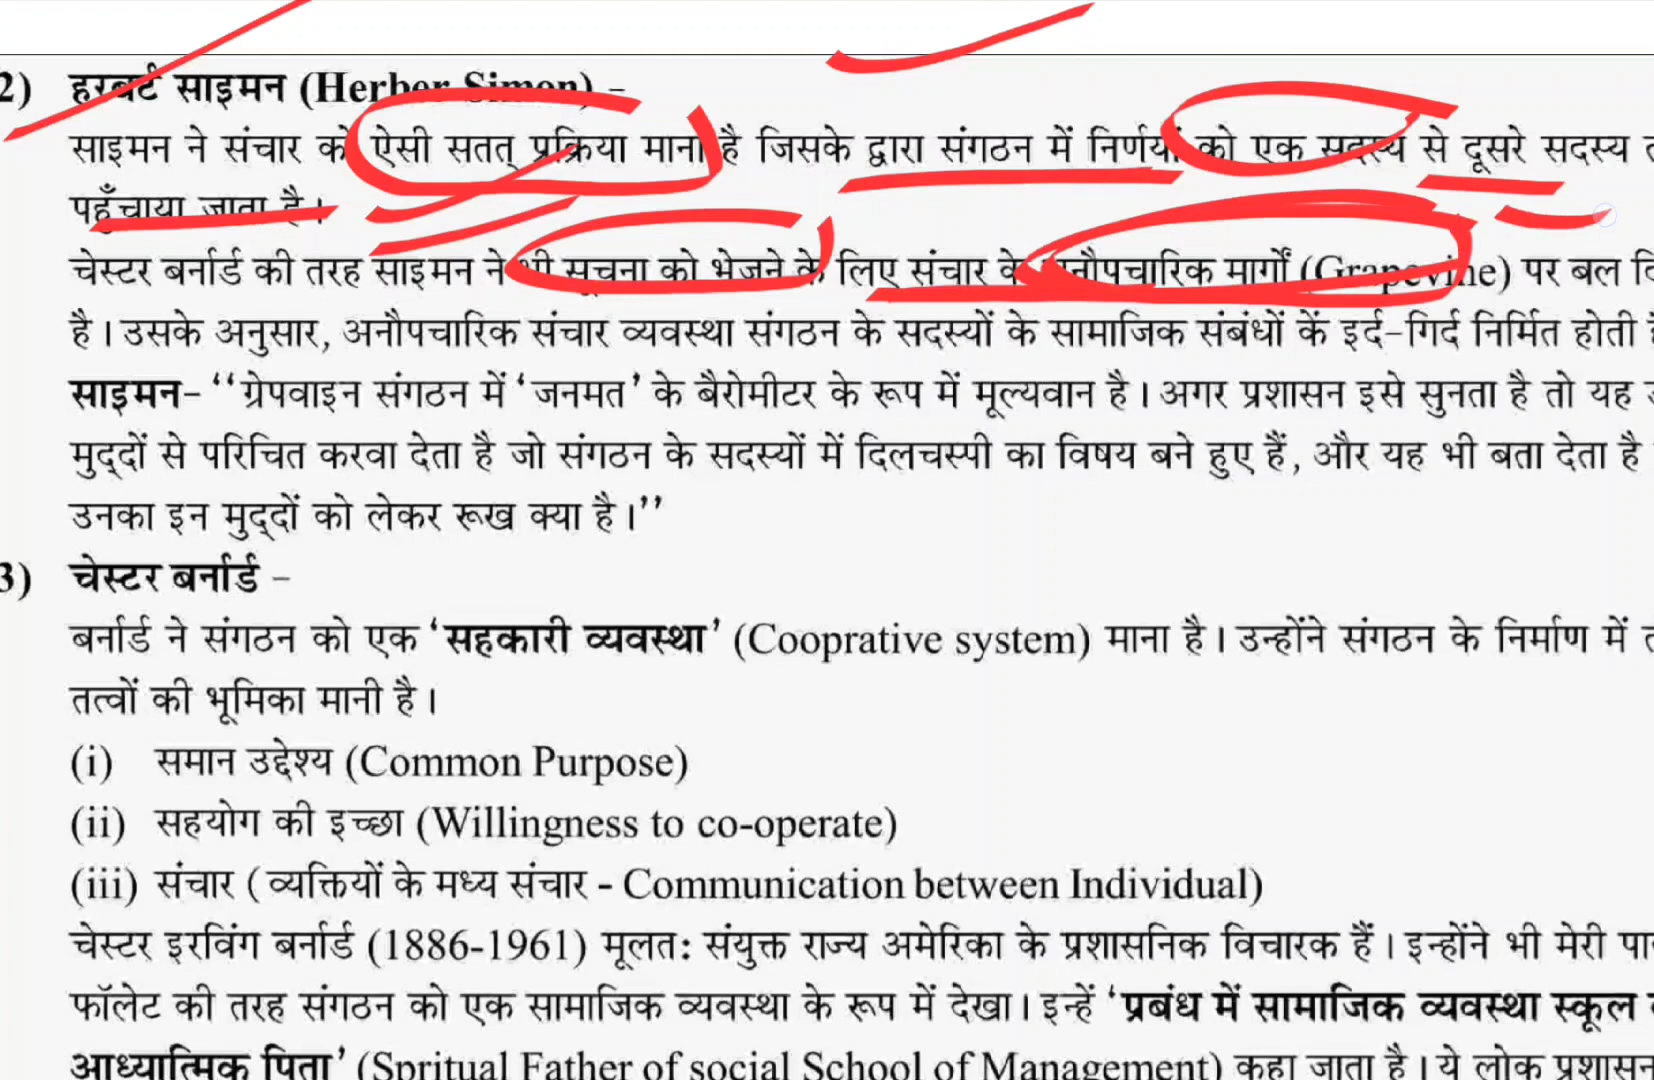 2) हरबर्ट साइमन (Herber Simon) -
साइमन ने संचार को ऐसी सतत् प्रक्रिया माना है जिसके द्वारा संगठन में निर्णयों को एक सदस्य से दूसरे सदस्य
पहुँचाया जाता है।
चेस्टर बर्नार्ड की तरह साइमन ने भी सूचना को भेजने के लिए संचार के अनौपचारिक मार्गों (Grapevine) पर बल
है। उसके अनुसार, अनौपचारिक संचार व्यवस्था संगठन के सदस्यों के सामाजिक संबंधों कें इर्द-गिर्द निर्मित होती
साइमन- ‘‘ग्रेपवाइन संगठन में ‘जनमत’ के बैरोमीटर के रूप में मूल्यवान है। अगर प्रशासन इसे सुनता है तो यह
मुद्दों से परिचित करवा देता है जो संगठन के सदस्यों में दिलचस्पी का विषय बने हुए हैं, और यह भी बता देता है
उनका इन मुद्दों को लेकर रूख क्या है।’’
3) चेस्टर बर्नार्ड -
बर्नार्ड ने संगठन को एक ‘सहकारी व्यवस्था’ (Cooprative system) माना है। उन्होंने संगठन के निर्माण में
तत्वों की भूमिका मानी है।
(i) समान उद्देश्य (Common Purpose)
(ii) सहयोग की इच्छा (Willingness to co-operate)
(iii) संचार (व्यक्तियों के मध्य संचार - Communication between Individual)
चेस्टर इरविंग बर्नार्ड (1886-1961) मूलतः संयुक्त राज्य अमेरिका के प्रशासनिक विचारक हैं। इन्होंने भी मेरी
फॉलेट की तरह संगठन को एक सामाजिक व्यवस्था के रूप में देखा। इन्हें ‘प्रबंध में सामाजिक व्यवस्था स्कूल
आध्यात्मिक पिता’ (Spritual Father of social School of Management) कहा जाता है। ये लोक प्रशासन